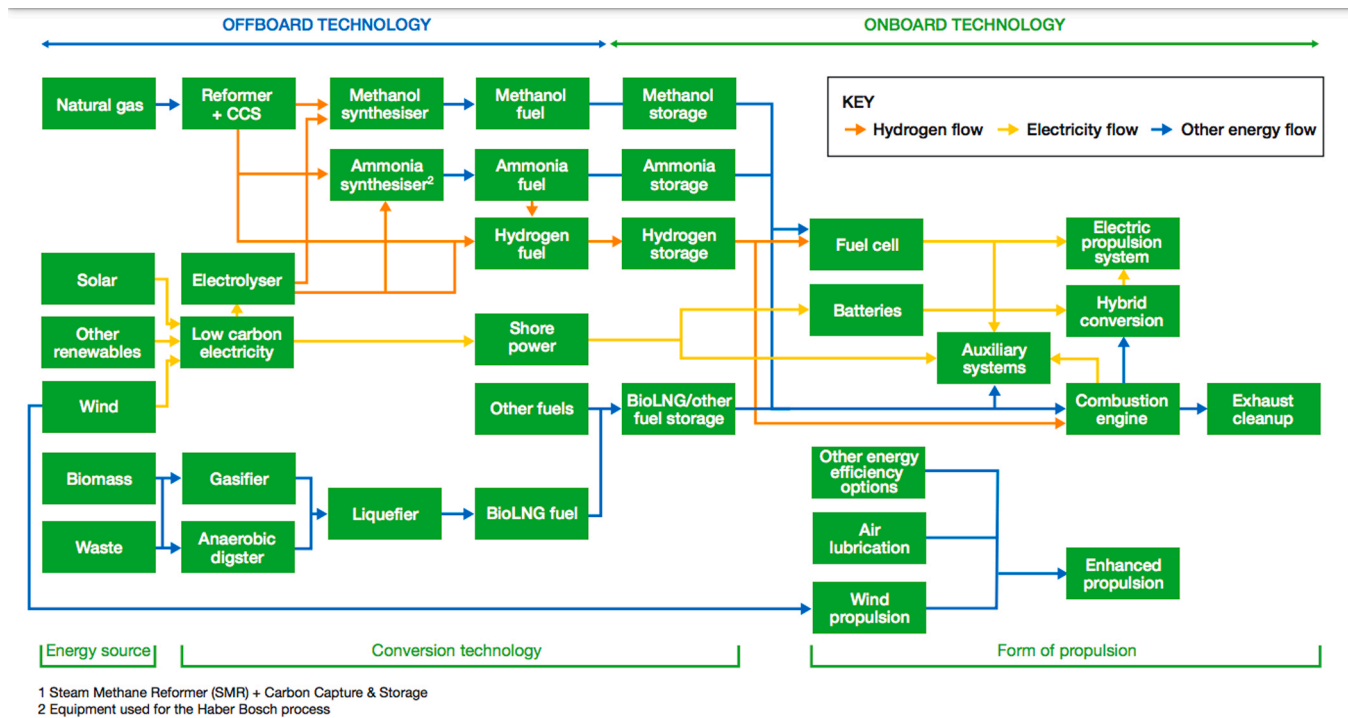 OFFBOARD TECHNOLOGY
ONBOARD TECHNOLOGY
Natural gas
Reformer
+ CCS
Methanol
synthesiser
Methanol
fuel
Methanol
storage
KEY
Hydrogen flow
Electricity flow
Other energy flow
Ammonia
synthesiser2
Ammonia
fuel
Ammonia
storage
Hydrogen
fuel
Hydrogen
storage
Fuel cell
Electric
propulsion
system
Solar
Electrolyser
Batteries
Hybrid
conversion
Other
renewables
Low carbon
electricity
Shore
power
Auxiliary
systems
Wind
Other fuels
BioLNG/other
fuel storage
Combustion
engine
Exhaust
cleanup
Biomass
Gasifier
Other energy
efficiency
options
Liquefier
BioLNG fuel
Waste
Anaerobic
digster
Air
lubrication
Enhanced
propulsion
Wind
propulsion
Energy source
Conversion technology
Form of propulsion
1 Steam Methane Reformer (SMR) + Carbon Capture & Storage
2 Equipment used for the Haber Bosch process